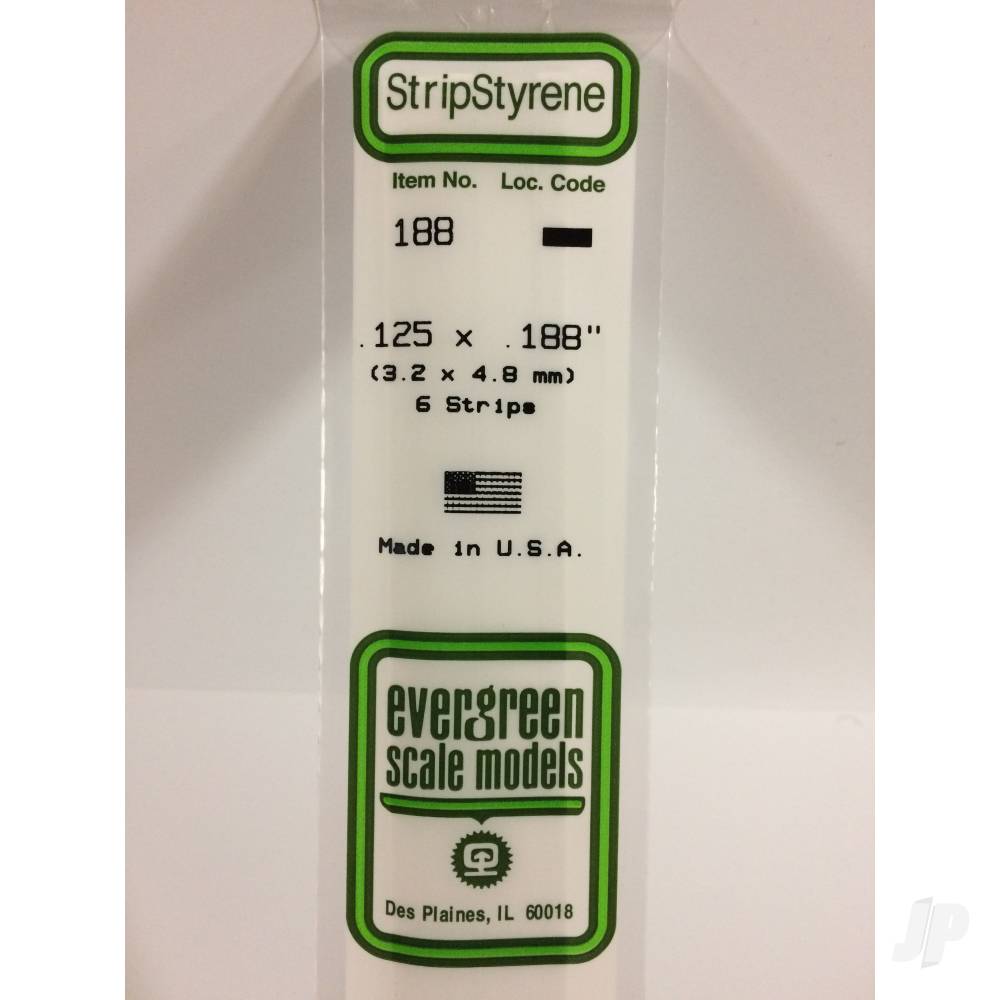 StripStyrene
Item No. Loc. Code
188
.125 x .188"
(3.2 x 4.8 mm)
6 Strips
Made in U.S.A.
evergreen
scale models
Des Plaines, IL 60018
JP